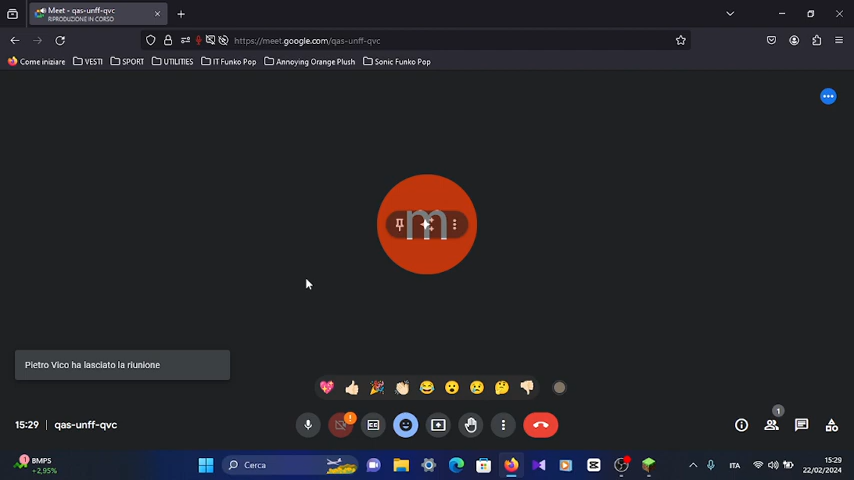 Meet - qas-unff-qvc
RIPRODUZIONE IN CORSO
https://meet.google.com/qas-unff-qvc
Come iniziare VESTI SPORT UTILITIES IT Funko Pop Annoying Orange Plush Sonic Funko Pop
m
Pietro Vico ha lasciato la riunione
15:29 qas-unff-qvc
1
BMPS
+2,95%
Cerca
ITA
15:29
22/02/2024